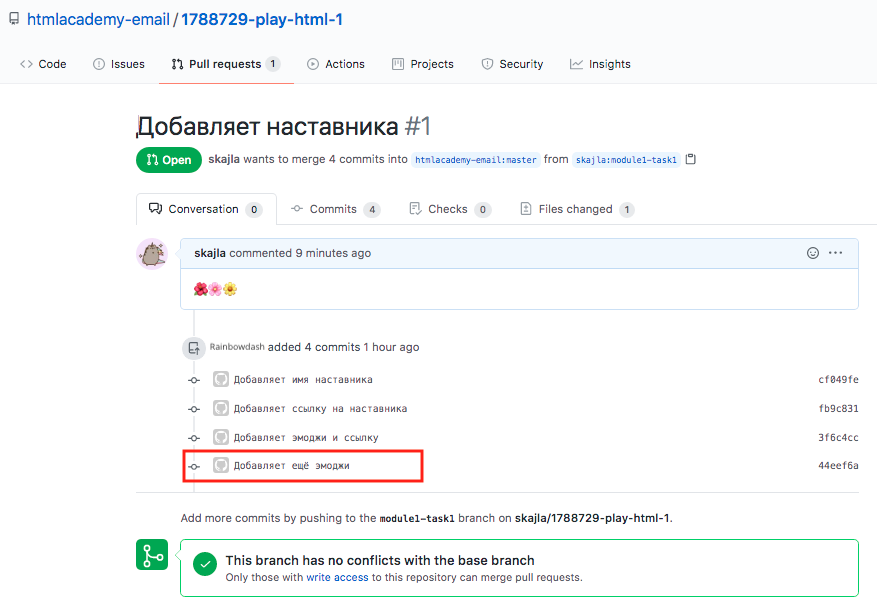 htmlacademy-email / 1788729-play-html-1
Code Issues Pull requests 1 Actions Projects Security Insights
Добавляет наставника #1
Open skajla wants to merge 4 commits into htmlacademy-email:master from skajla:module1-task1
Conversation 0 Commits 4 Checks 0 Files changed 1
skajla commented 9 minutes ago
🌺🌸🌼
Rainbowdash added 4 commits 1 hour ago
Добавляет имя наставника cf049fe
Добавляет ссылку на наставника fb9c831
Добавляет эмоджи и ссылку 3f6c4cc
Добавляет ещё эмоджи 44eef6a
Add more commits by pushing to the module1-task1 branch on skajla/1788729-play-html-1.
This branch has no conflicts with the base branch
Only those with write access to this repository can merge pull requests.